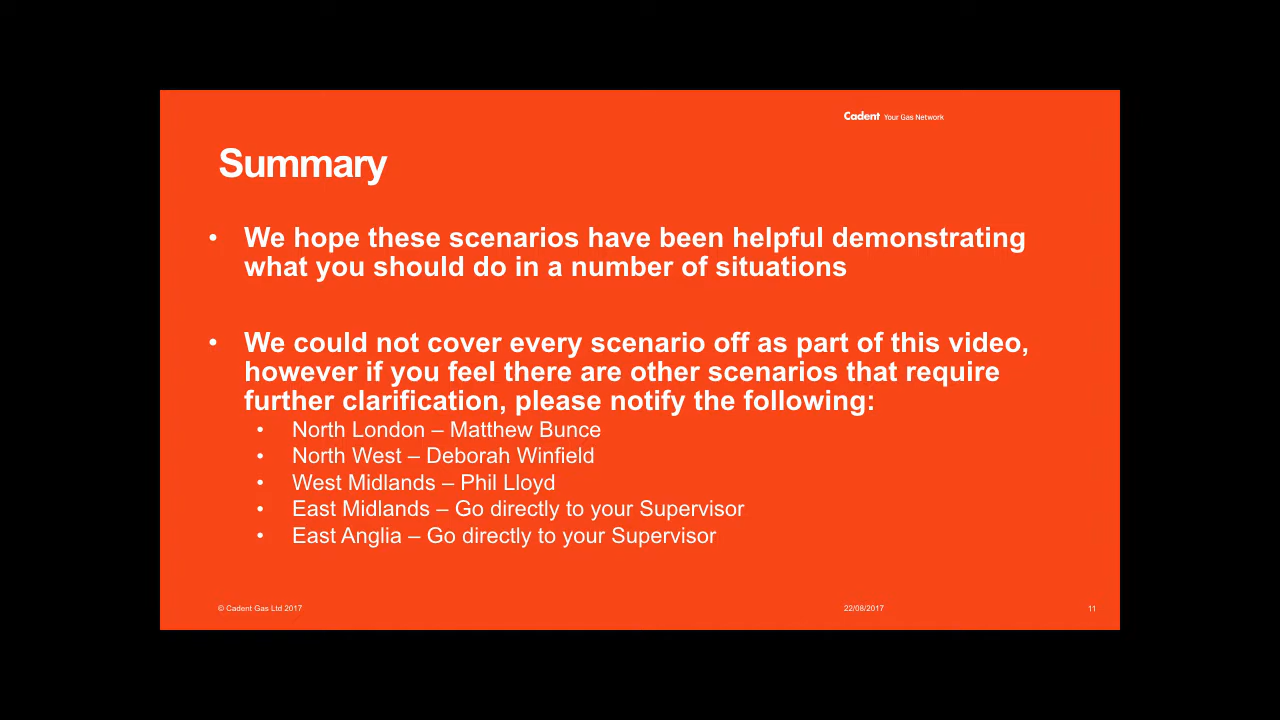 Cadent Your Gas Network
Summary
• We hope these scenarios have been helpful demonstrating
what you should do in a number of situations
• We could not cover every scenario off as part of this video,
however if you feel there are other scenarios that require
further clarification, please notify the following:
• North London – Matthew Bunce
• North West – Deborah Winfield
• West Midlands – Phil Lloyd
• East Midlands – Go directly to your Supervisor
• East Anglia – Go directly to your Supervisor
© Cadent Gas Ltd 2017 22/08/2017 11